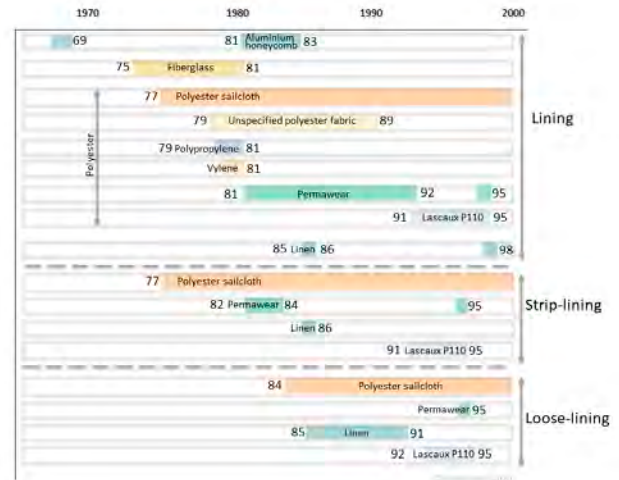 1970 1980 1990 2000
69 81 Aluminium honeycomb 83
75 Fiberglass 81
77 Polyester sailcloth
79 Unspecified polyester fabric 89
Lining
79 Polypropylene 81
Polyester
Vylene 81
81 Permawear 92 95
91 Lascaux P110 95
85 Linen 86 98
77 Polyester sailcloth
82 Permawear 84 95
Strip-lining
Linen 86
91 Lascaux P110 95
84 Polyester sailcloth
Permawear 95
Loose-lining
85 Linen 91
92 Lascaux P110 95